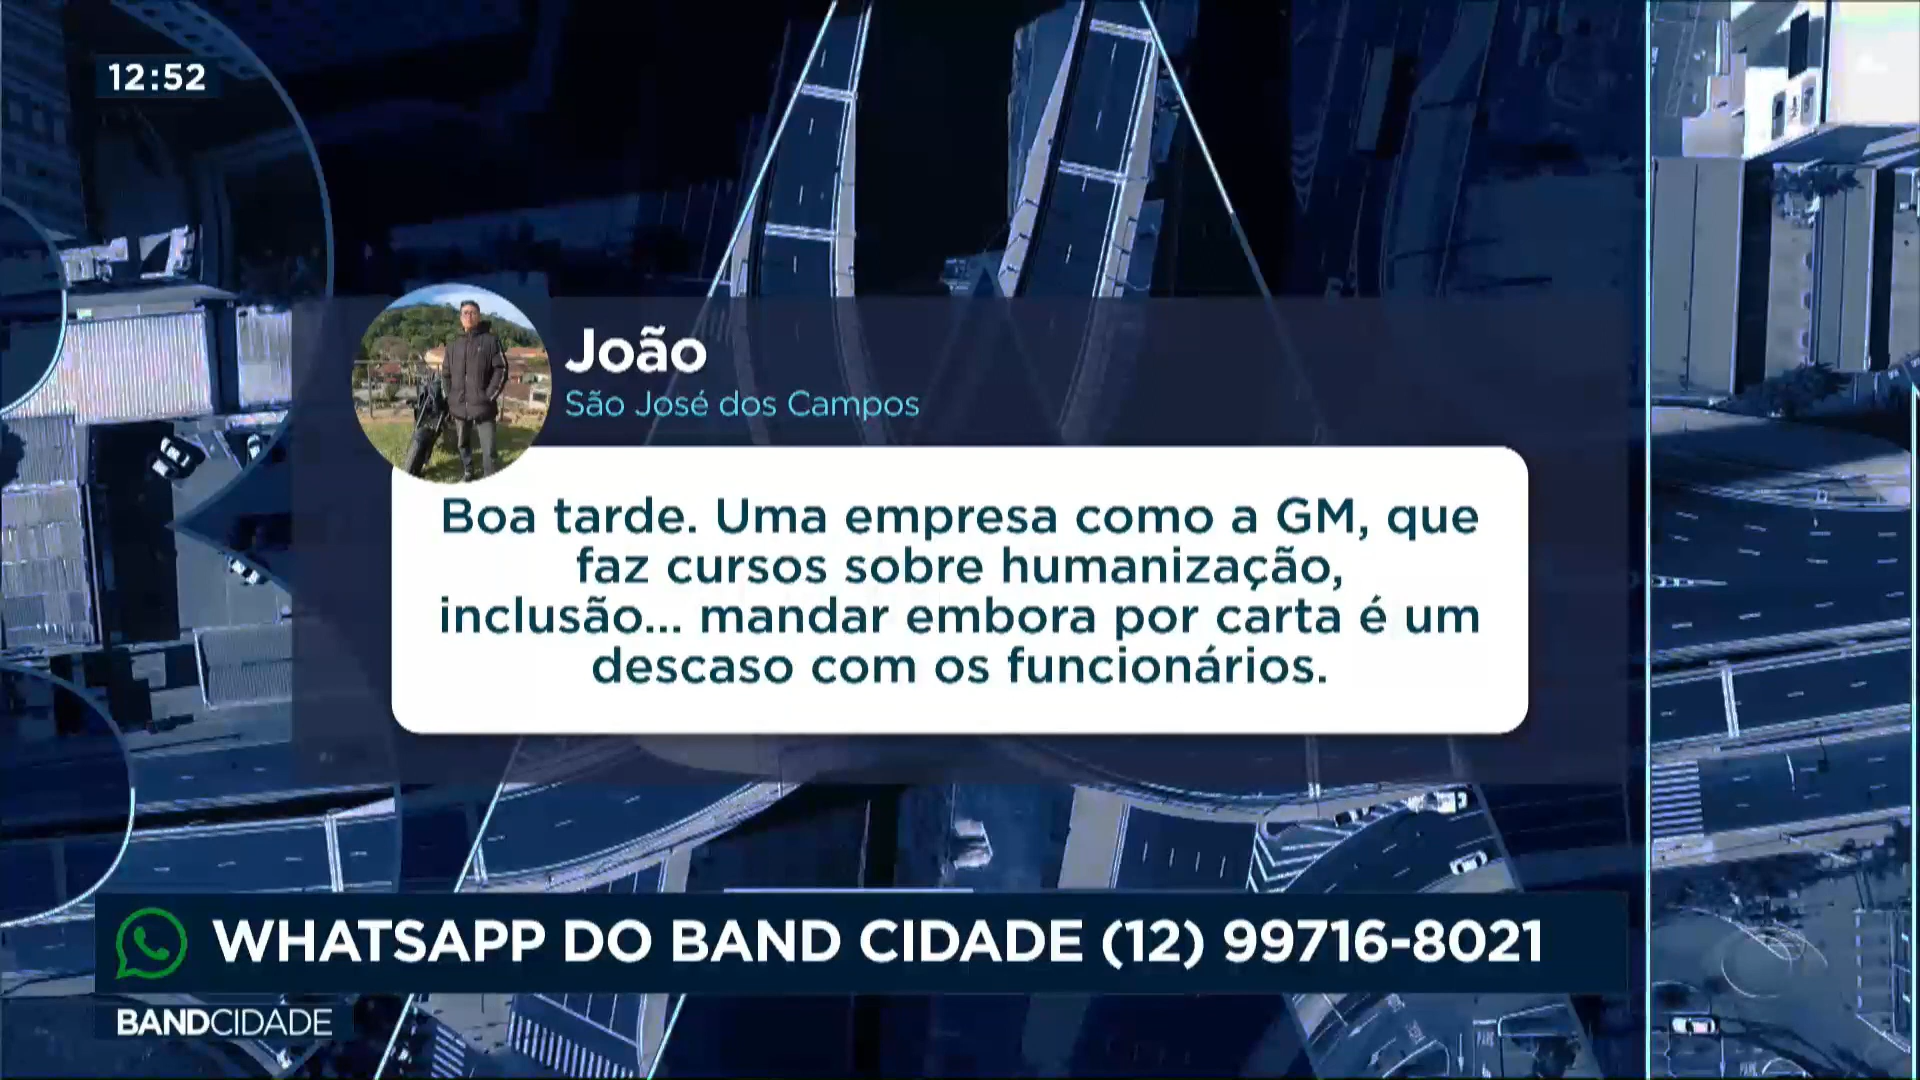 12:52
João
São José dos Campos
Boa tarde. Uma empresa como a GM, que
faz cursos sobre humanização,
inclusão... mandar embora por carta é um
descaso com os funcionários.
WHATSAPP DO BAND CIDADE (12) 99716-8021
BANDCIDADE